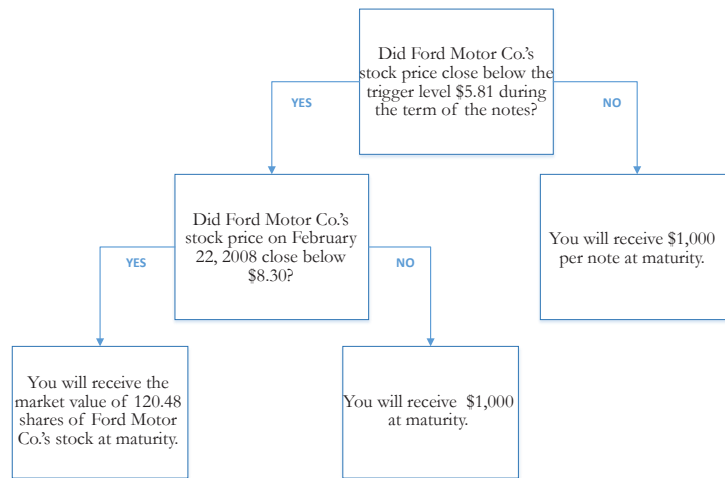 Did Ford Motor Co.'s
stock price close below the
trigger level $5.81 during
the term of the notes?
YES
NO
Did Ford Motor Co.'s
stock price on February
22, 2008 close below
$8.30?
You will receive $1,000
per note at maturity.
YES
NO
You will receive the
market value of 120.48
shares of Ford Motor
Co.'s stock at maturity.
You will receive $1,000
at maturity.